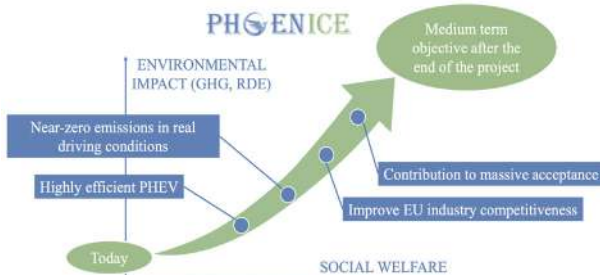 PHOENICE
Medium term
objective after the
end of the project
ENVIRONMENTAL
IMPACT (GHG, RDE)
Near-zero emissions in real
driving conditions
Highly efficient PHEV
Contribution to massive acceptance
Improve EU industry competitiveness
Today
SOCIAL WELFARE